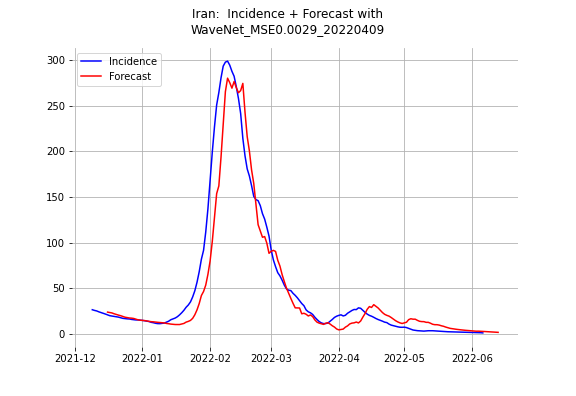 Iran:  Incidence + Forecast with
WaveNet_MSE0.0029_20220409
Incidence
Forecast
300
250
200
150
100
50
0
2021-12 2022-01 2022-02 2022-03 2022-04 2022-05 2022-06